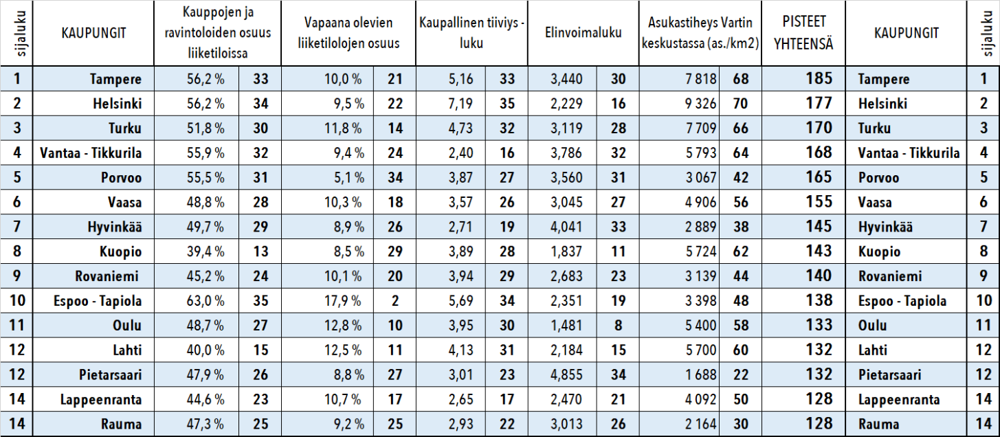 sijaluku KAUPUNGIT Kauppojen ja ravintoloiden osuus liiketiloissa Vapaana olevien liiketilolojen osuus Kaupallinen tiiviys - luku Elinvoimaluku Asukastiheys Vartin keskustassa (as./km2) PISTEET YHTEENSÄ KAUPUNGIT sijaluku
1 Tampere 56,2 % 33 10,0 % 21 5,16 33 3,440 30 7 818 68 185 Tampere 1
2 Helsinki 56,2 % 34 9,5 % 22 7,19 35 2,229 16 9 326 70 177 Helsinki 2
3 Turku 51,8 % 30 11,8 % 14 4,73 32 3,119 28 7 709 66 170 Turku 3
4 Vantaa - Tikkurila 55,9 % 32 9,4 % 24 2,40 16 3,786 32 5 793 64 168 Vantaa - Tikkurila 4
5 Porvoo 55,5 % 31 5,1 % 34 3,87 27 3,560 31 3 067 42 165 Porvoo 5
6 Vaasa 48,8 % 28 10,3 % 18 3,57 26 3,045 27 4 906 56 155 Vaasa 6
7 Hyvinkää 49,7 % 29 8,9 % 26 2,71 19 4,041 33 2 889 38 145 Hyvinkää 7
8 Kuopio 39,4 % 13 8,5 % 29 3,89 28 1,837 11 5 724 62 143 Kuopio 8
9 Rovaniemi 45,2 % 24 10,1 % 20 3,94 29 2,683 23 3 139 44 140 Rovaniemi 9
10 Espoo - Tapiola 63,0 % 35 17,9 % 2 5,69 34 2,351 19 3 398 48 138 Espoo - Tapiola 10
11 Oulu 48,7 % 27 12,8 % 10 3,95 30 1,481 8 5 400 58 133 Oulu 11
12 Lahti 40,0 % 15 12,5 % 11 4,13 31 2,184 15 5 700 60 132 Lahti 12
12 Pietarsaari 47,9 % 26 8,8 % 27 3,01 23 4,855 34 1 688 22 132 Pietarsaari 12
14 Lappeenranta 44,6 % 23 10,7 % 17 2,65 17 2,470 21 4 092 50 128 Lappeenranta 14
14 Rauma 47,3 % 25 9,2 % 25 2,93 22 3,013 26 2 164 30 128 Rauma 14